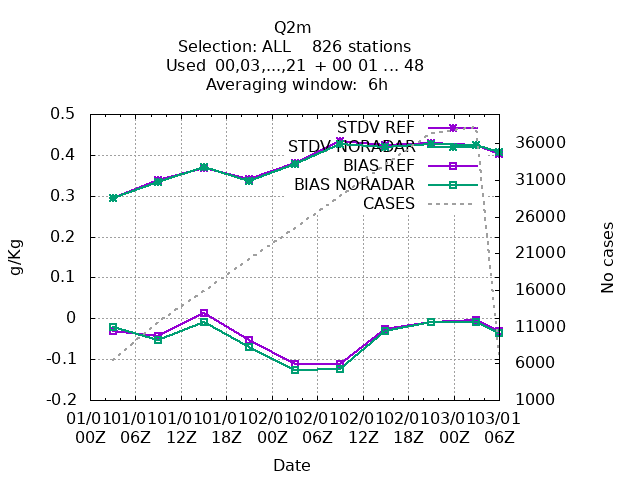 Q2m
Selection: ALL    826 stations
Used  00,03,...,21  + 00 01 ... 48
Averaging window:  6h
0.5
0.4
0.3
0.2
0.1
0
-0.1
-0.2
g/Kg
STDV REF
STDV NORADAR
BIAS REF
BIAS NORADAR
CASES
36000
31000
26000
21000
16000
11000
6000
1000
No cases
01/01 01/01 01/01 01/01 02/01 02/01 02/01 02/01 03/01 03/01
00Z 06Z 12Z 18Z 00Z 06Z 12Z 18Z 00Z 06Z
Date